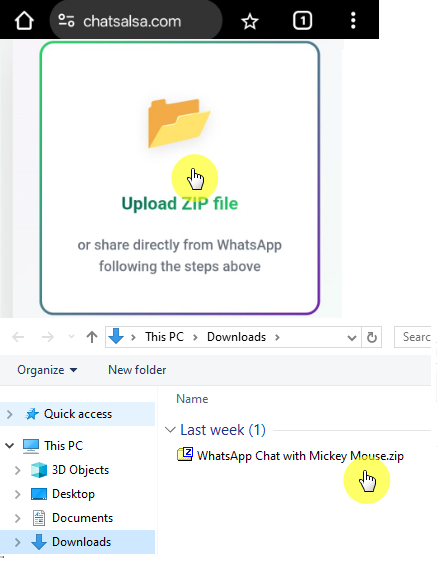 chatsalsa.com
1
Upload ZIP file
or share directly from WhatsApp
following the steps above
This PC > Downloads >
Searc
Organize
New folder
Name
Quick access
Last week (1)
This PC
WhatsApp Chat with Mickey Mouse.zip
3D Objects
Desktop
Documents
Downloads